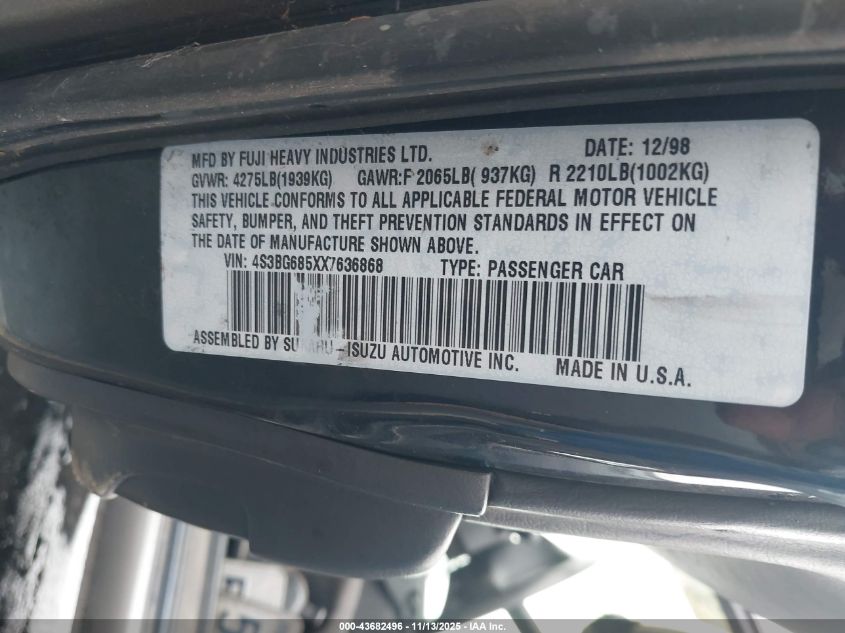 MFD BY FUJI HEAVY INDUSTRIES LTD. DATE: 12/98
GVWR: 4275LB(1939KG) GAWR:F 2065LB( 937KG) R 2210LB(1002KG)
THIS VEHICLE CONFORMS TO ALL APPLICABLE FEDERAL MOTOR VEHICLE
SAFETY, BUMPER, AND THEFT PREVENTION STANDARDS IN EFFECT ON
THE DATE OF MANUFACTURE SHOWN ABOVE.
VIN: 4S3BG685XX7636868 TYPE: PASSENGER CAR
ASSEMBLED BY SUBARU-ISUZU AUTOMOTIVE INC. MADE IN U.S.A.
000-43682496 - 11/13/2025 - IAA Inc.